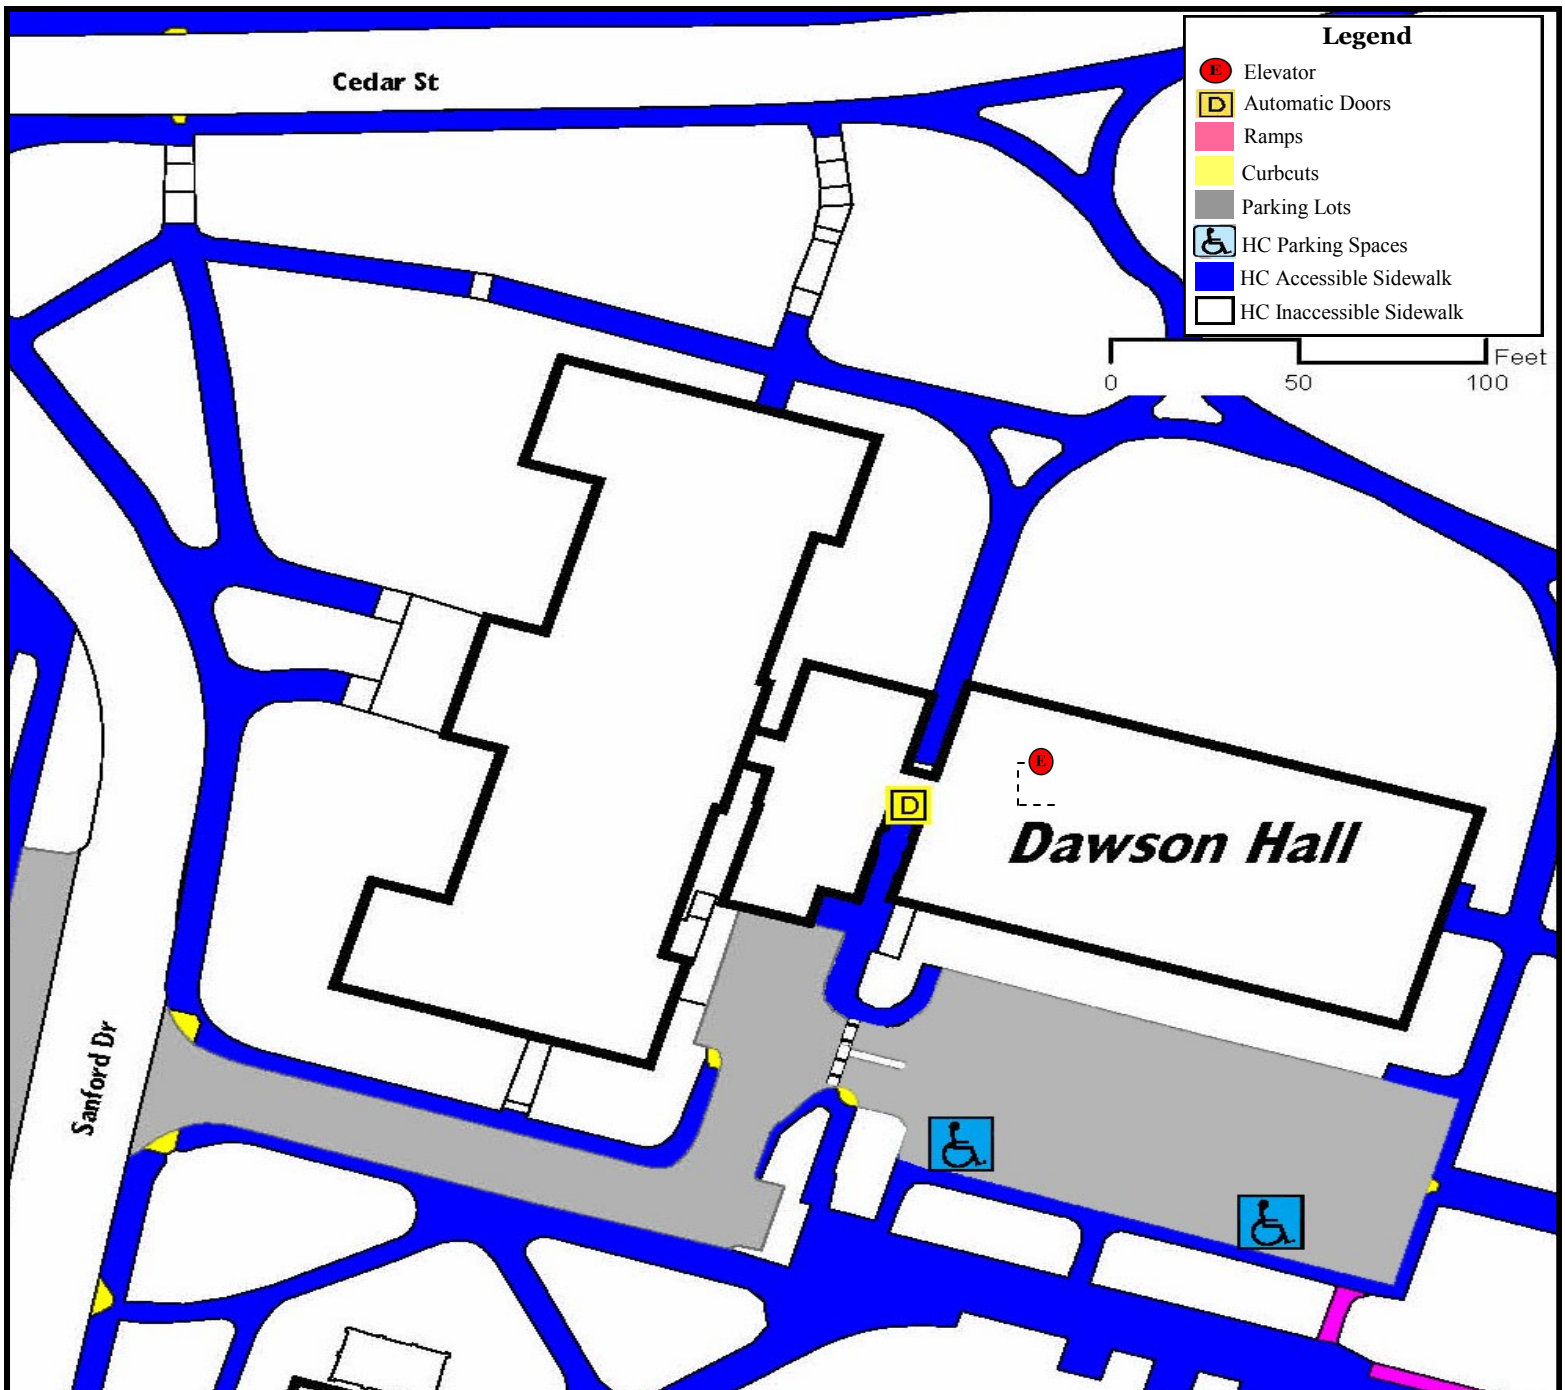 Cedar St
Legend
E Elevator
D Automatic Doors
Ramps
Curbcuts
Parking Lots
HC Parking Spaces
HC Accessible Sidewalk
HC Inaccessible Sidewalk
Feet
0 50 100
E
D
Dawson Hall
Sanford Dr